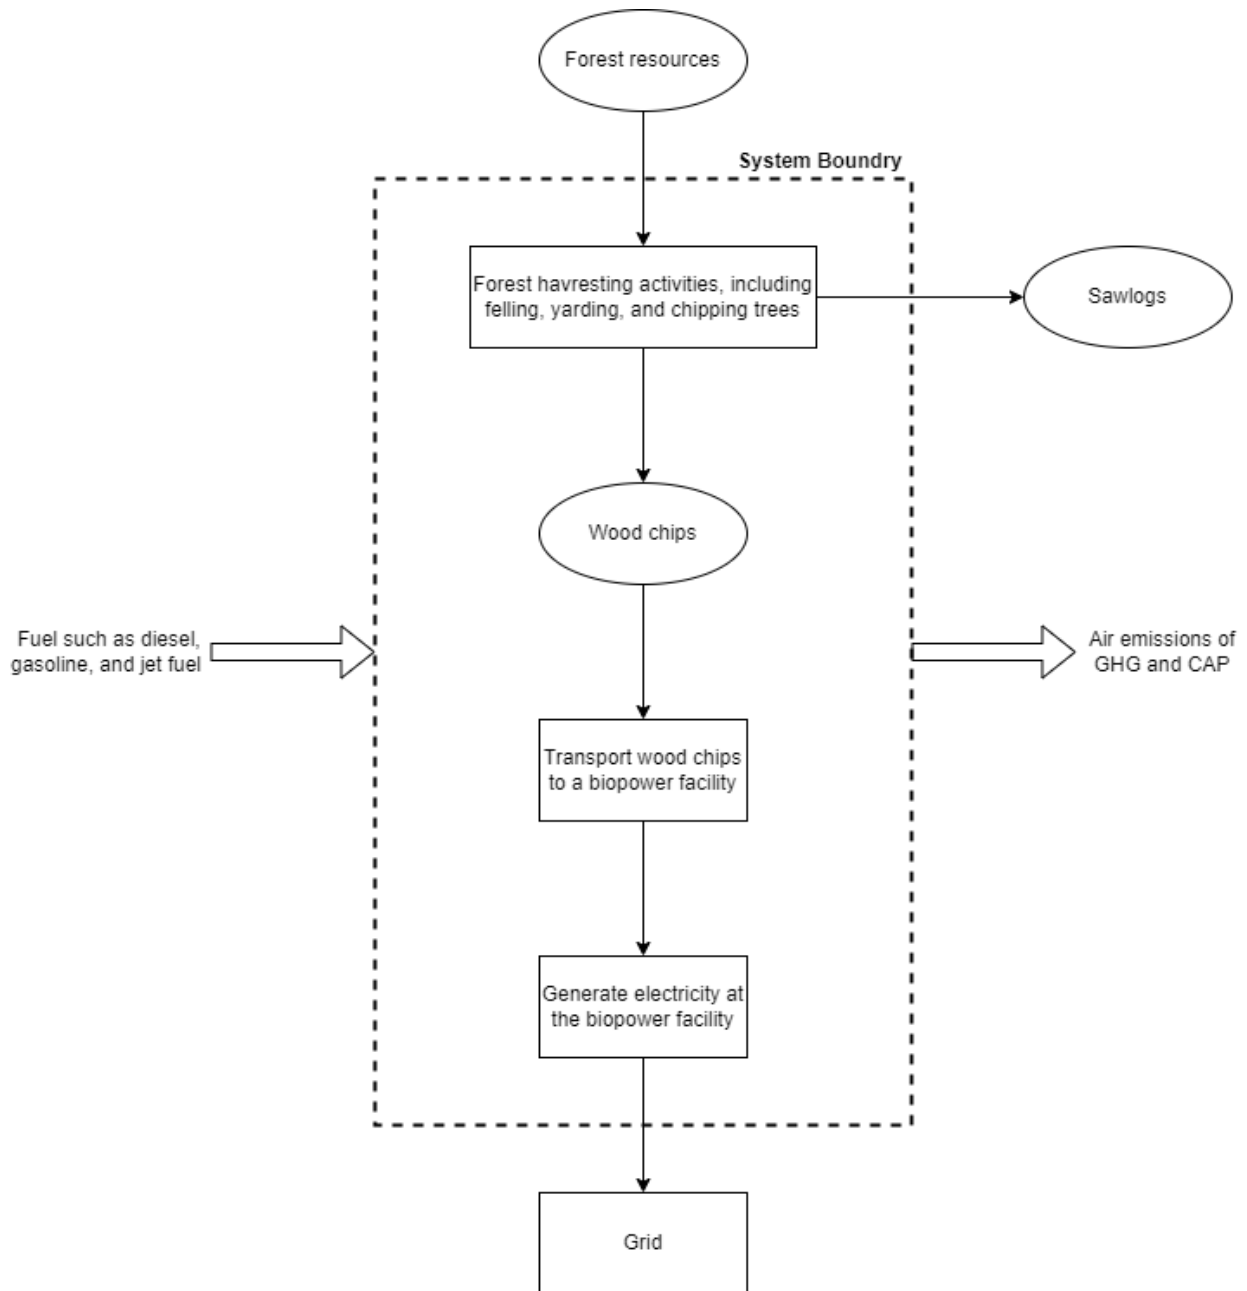 Forest resources
System Boundry
Forest havresting activities, including
felling, yarding, and chipping trees
Sawlogs
Wood chips
Fuel such as diesel,
gasoline, and jet fuel
Air emissions of
GHG and CAP
Transport wood chips
to a biopower facility
Generate electricity at
the biopower facility
Grid